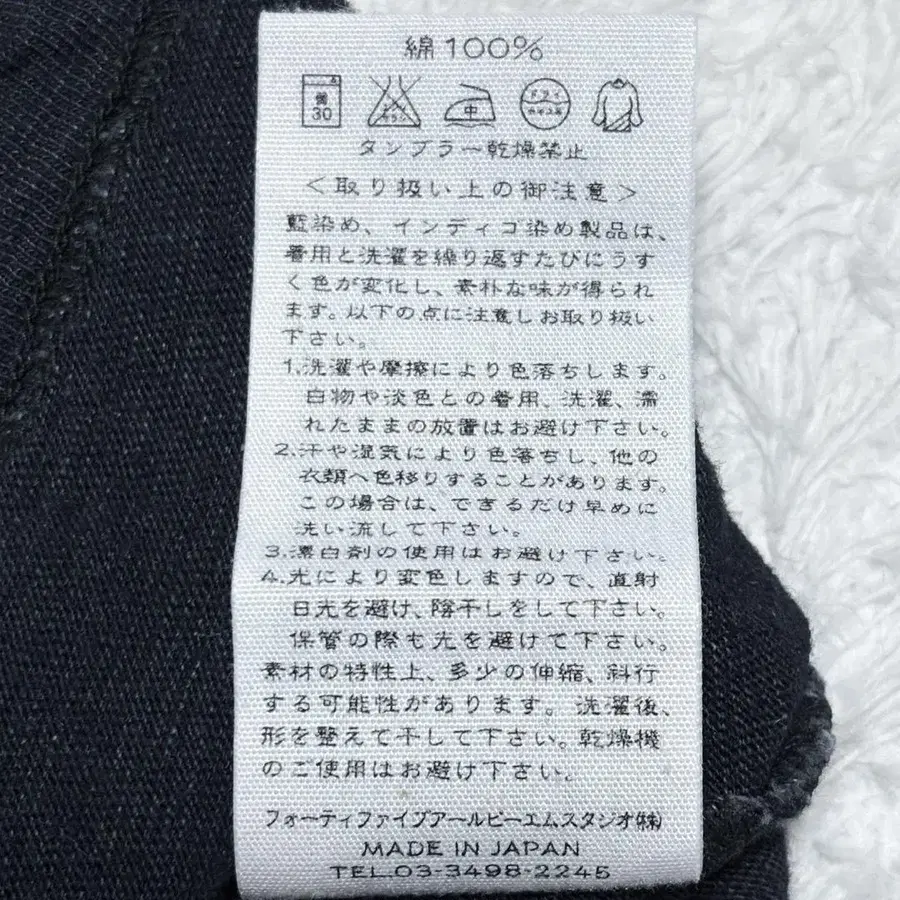 綿100%
個
30
エンソ
サラシ
中
ドライ
セキユ系
タンブラー乾燥禁止
＜取り扱い上の御注意＞
藍染め、インディゴ染め製品は、
着用と洗濯を繰り返すたびにうす
く色が変化し、素朴な味が得られ
ます。以下の点に注意しお取り扱い
下さい。
1.洗濯や摩擦により色落ちします。
白物や淡色との着用、洗濯、濡
れたままの放置はお避け下さい。
2.汗や湿気により色落ちし、他の
衣類へ色移りすることがあります。
この場合は、できるだけ早めに
洗い流して下さい。
3.漂白剤の使用はお避け下さい。
4.光により変色しますので、直射
日光を避け、陰干しをして下さい。
保管の際も光を避けて下さい。
素材の特性上、多少の伸縮、斜行
する可能性があります。洗濯後、
形を整えて干して下さい。乾燥機
のご使用はお避け下さい。
フォーティファイブアールピーエムスタジオ㈱
MADE IN JAPAN
TEL.03-3498-2245